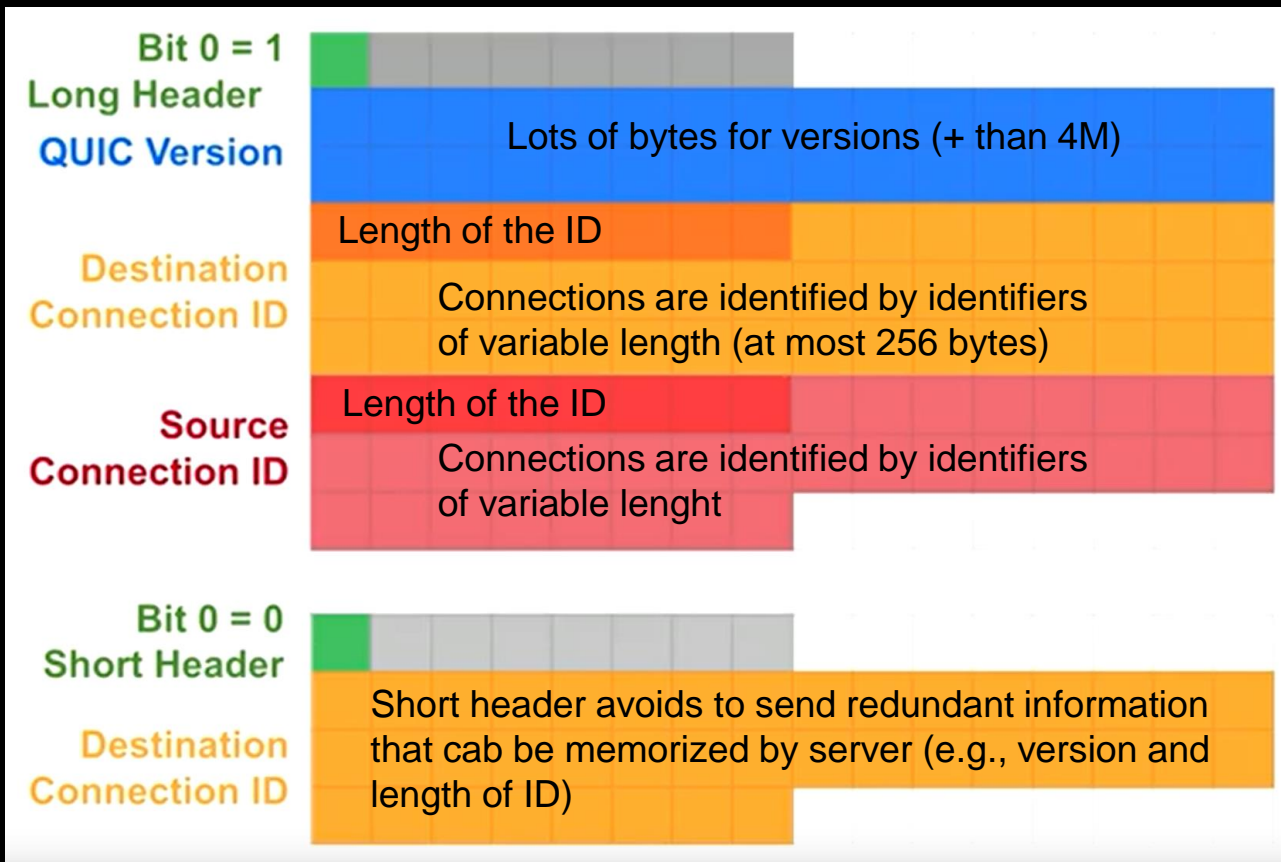 Bit 0 = 1
Long Header
QUIC Version
Lots of bytes for versions (+ than 4M)
Length of the ID
Destination
Connection ID
Connections are identified by identifiers
of variable length (at most 256 bytes)
Length of the ID
Source
Connection ID
Connections are identified by identifiers
of variable lenght
Bit 0 = 0
Short Header
Destination
Connection ID
Short header avoids to send redundant information
that cab be memorized by server (e.g., version and
length of ID)